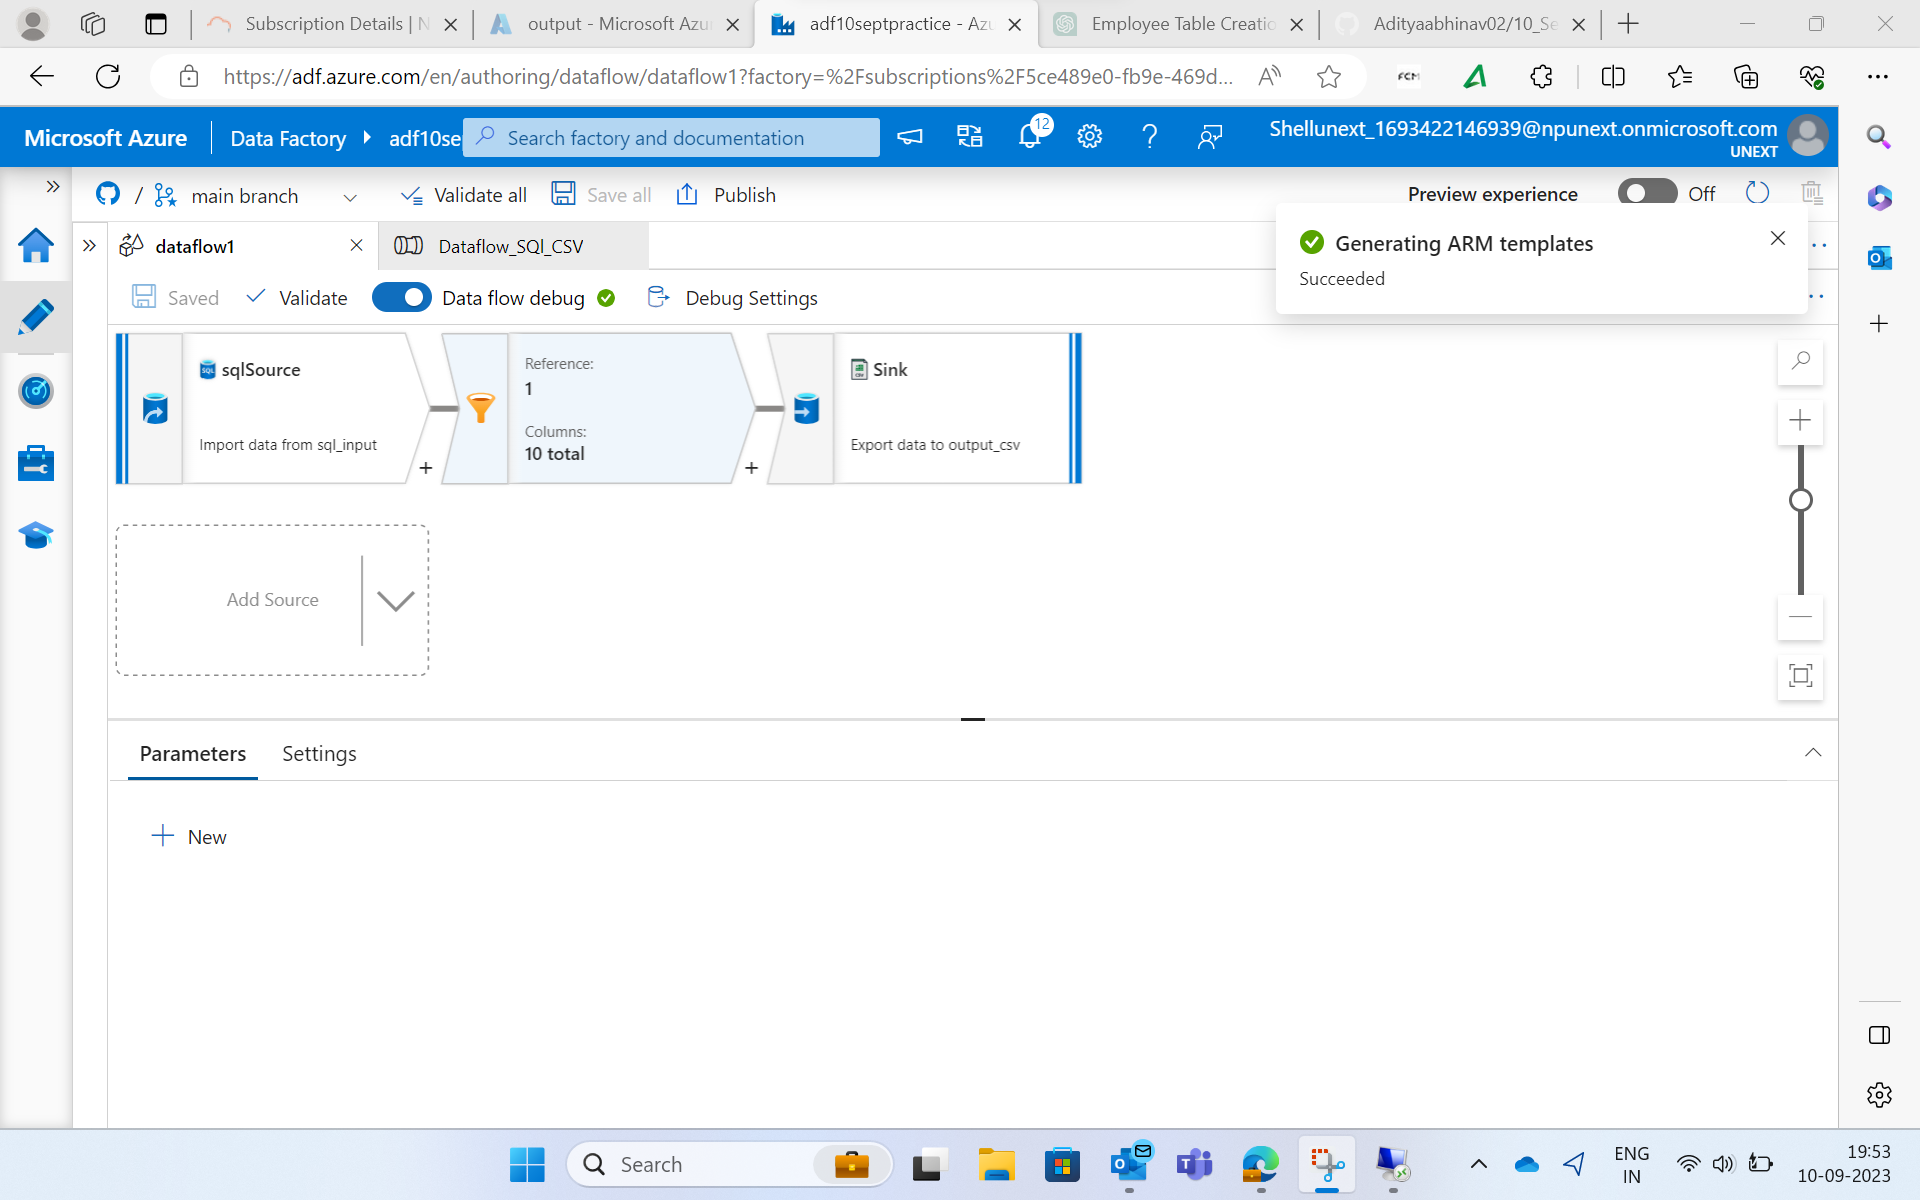 Subscription Details | N
output - Microsoft Azu
adf10septpractice - Azu
Employee Table Creatio
Adityaabhinav02/10_Se
https://adf.azure.com/en/authoring/dataflow/dataflow1?factory=%2Fsubscriptions%2F5ce489e0-fb9e-469d...
FCM
Microsoft Azure
Data Factory
adf10se
Search factory and documentation
12
Shellunext_1693422146939@npunext.onmicrosoft.com
UNEXT
/ main branch
Validate all
Save all
Publish
Preview experience
Off
dataflow1
Dataflow_SQl_CSV
Generating ARM templates
Succeeded
Saved
Validate
Data flow debug
Debug Settings
SQL
sqlSource
Import data from sql_input
+
Reference:
1
Columns:
10 total
+
Sink
Export data to output_csv
Add Source
Parameters
Settings
New
Search
ENG
IN
19:53
10-09-2023